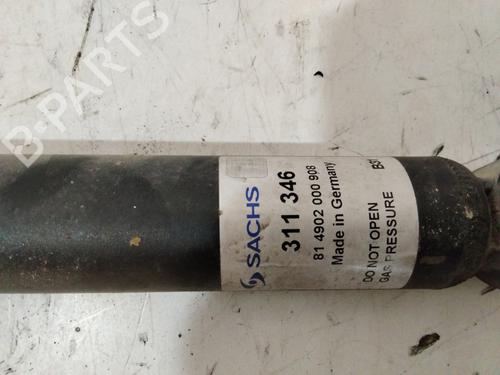 B-PARTS
SACHS
311 346
81 4902 000 908
Made in Germany
DO NOT OPEN
GAS PRESSURE